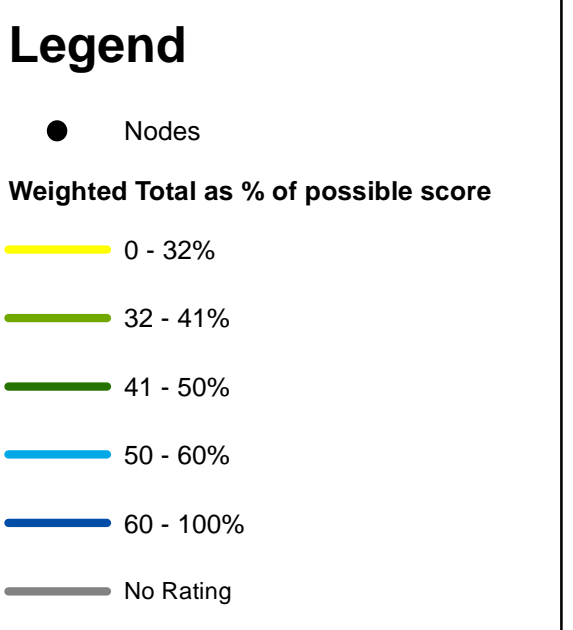 Legend
Nodes
Weighted Total as % of possible score
0 - 32%
32 - 41%
41 - 50%
50 - 60%
60 - 100%
No Rating